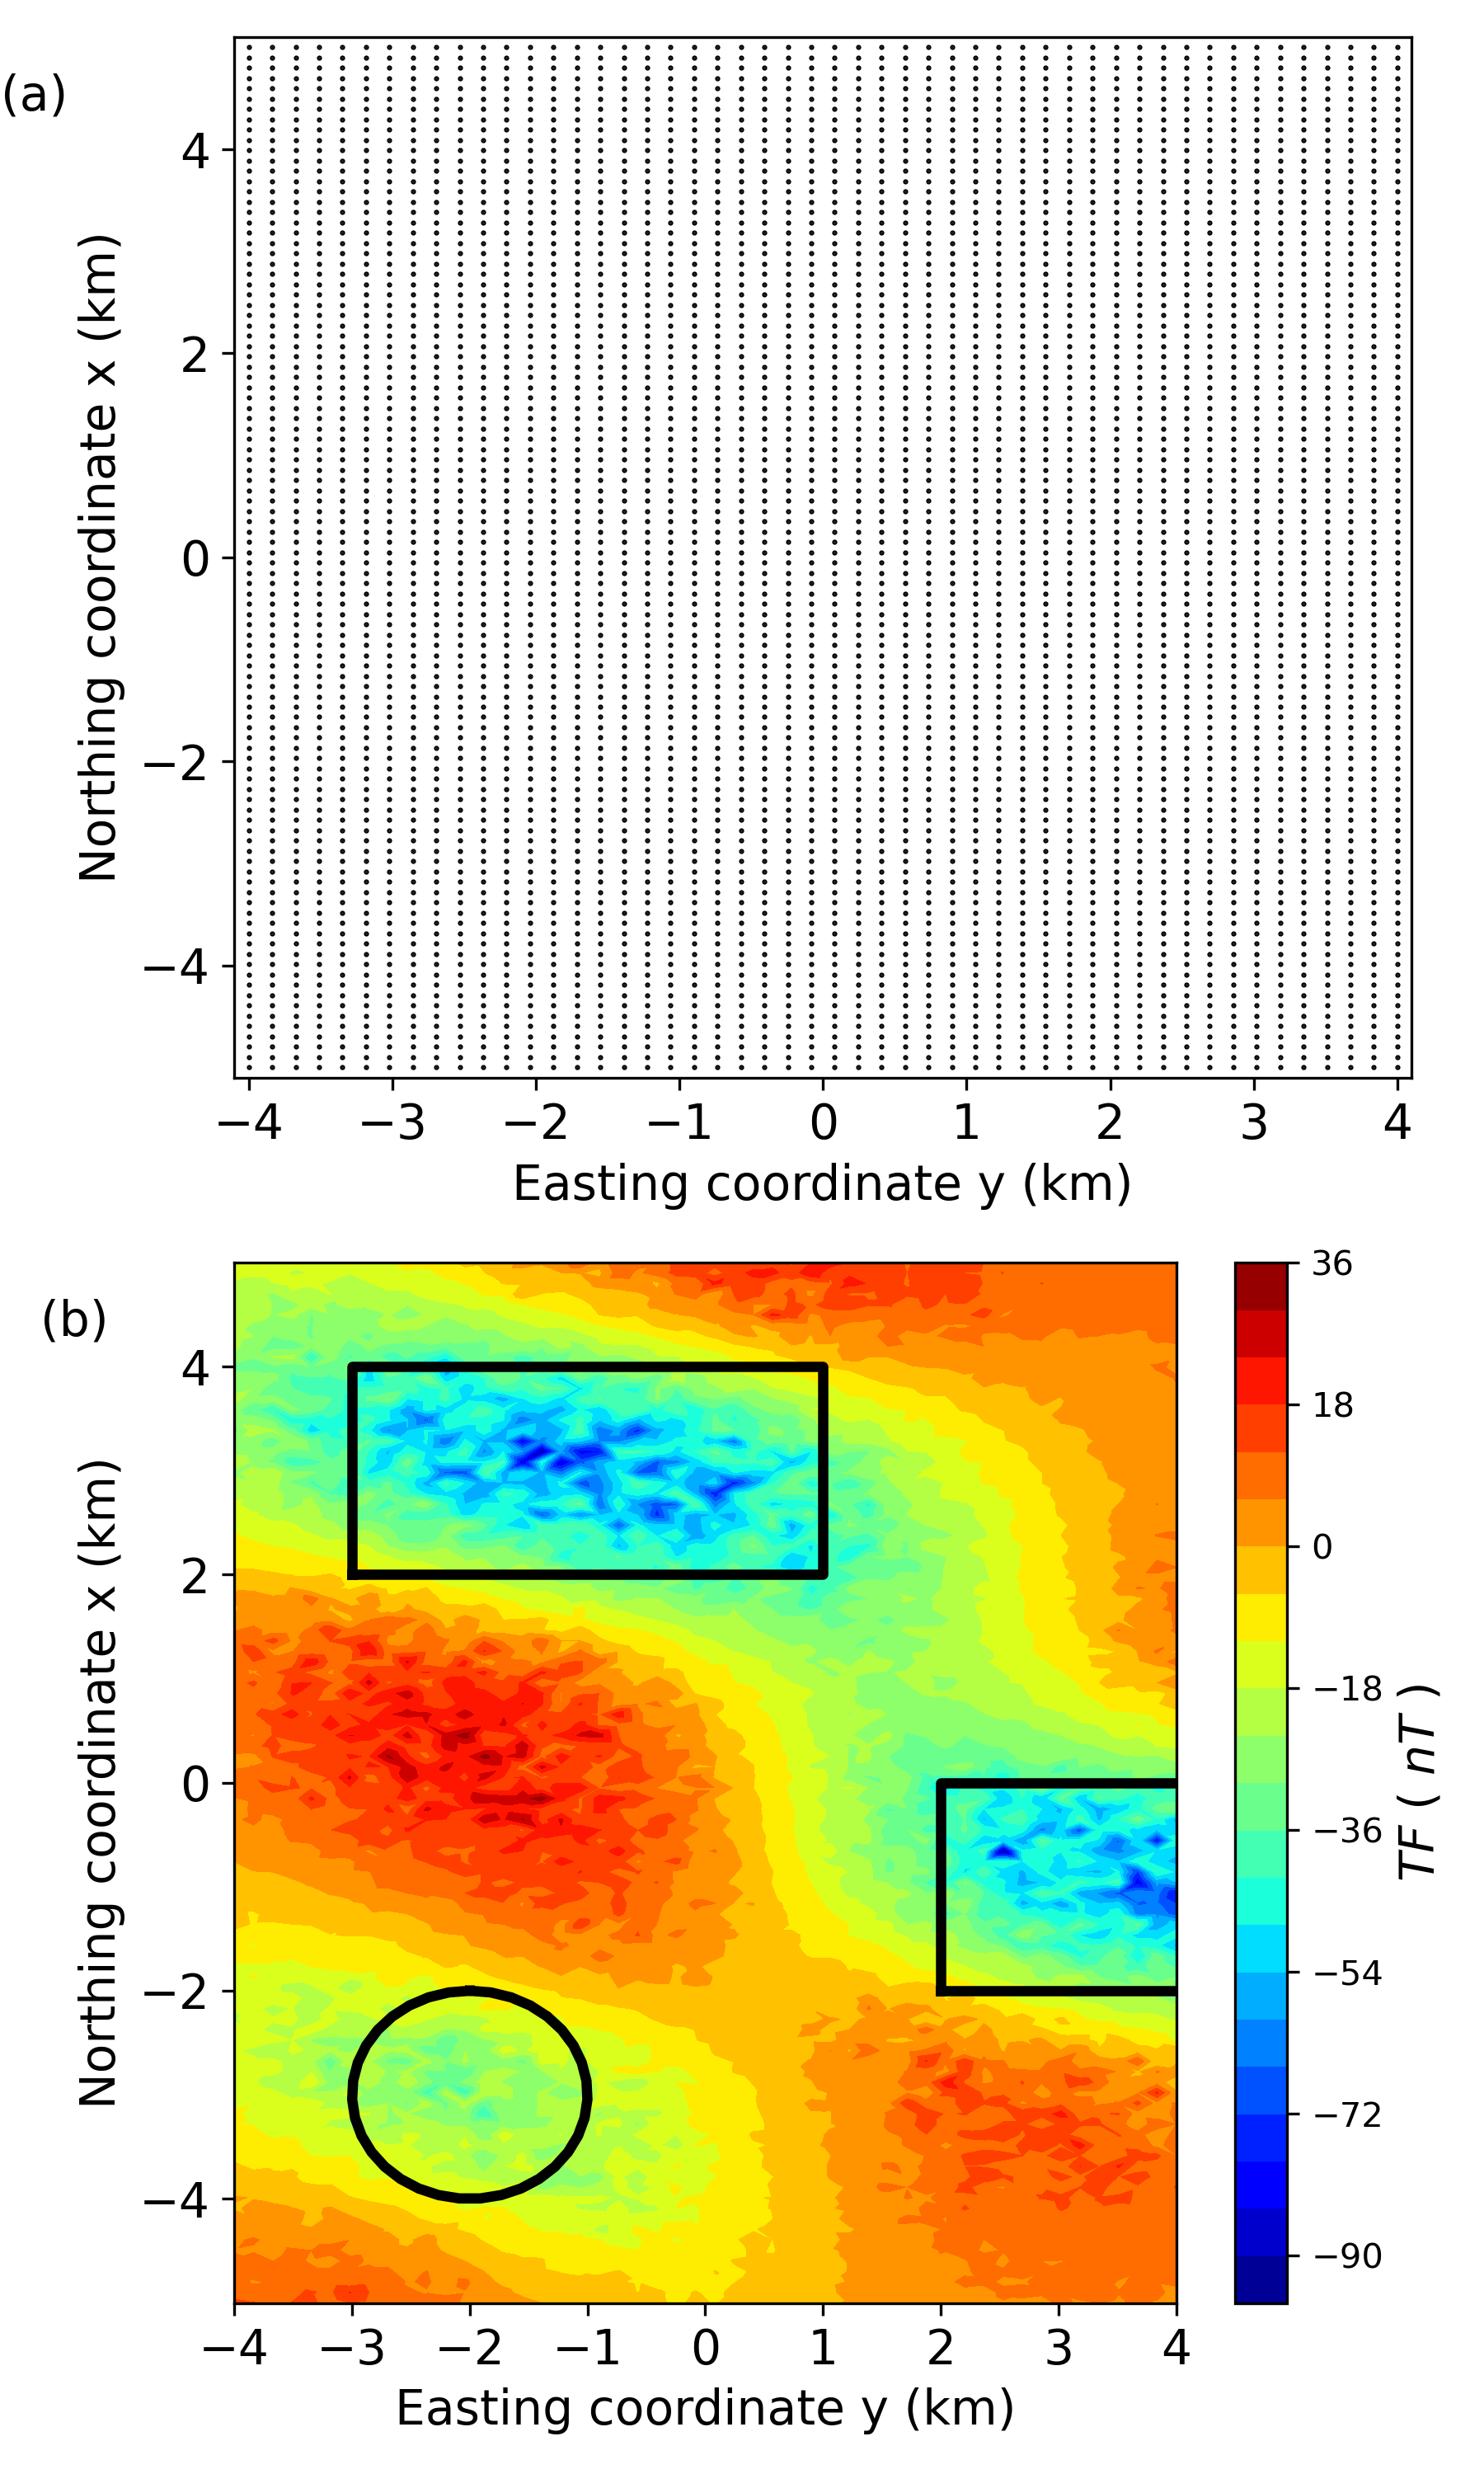 (a)
4
2
0
−2
−4
Northing coordinate x (km)
−4 −3 −2 −1 0 1 2 3 4
Easting coordinate y (km)
(b)
4
2
0
−2
−4
Northing coordinate x (km)
−4 −3 −2 −1 0 1 2 3 4
Easting coordinate y (km)
36
18
0
−18
−36
−54
−72
−90
TF ( nT )